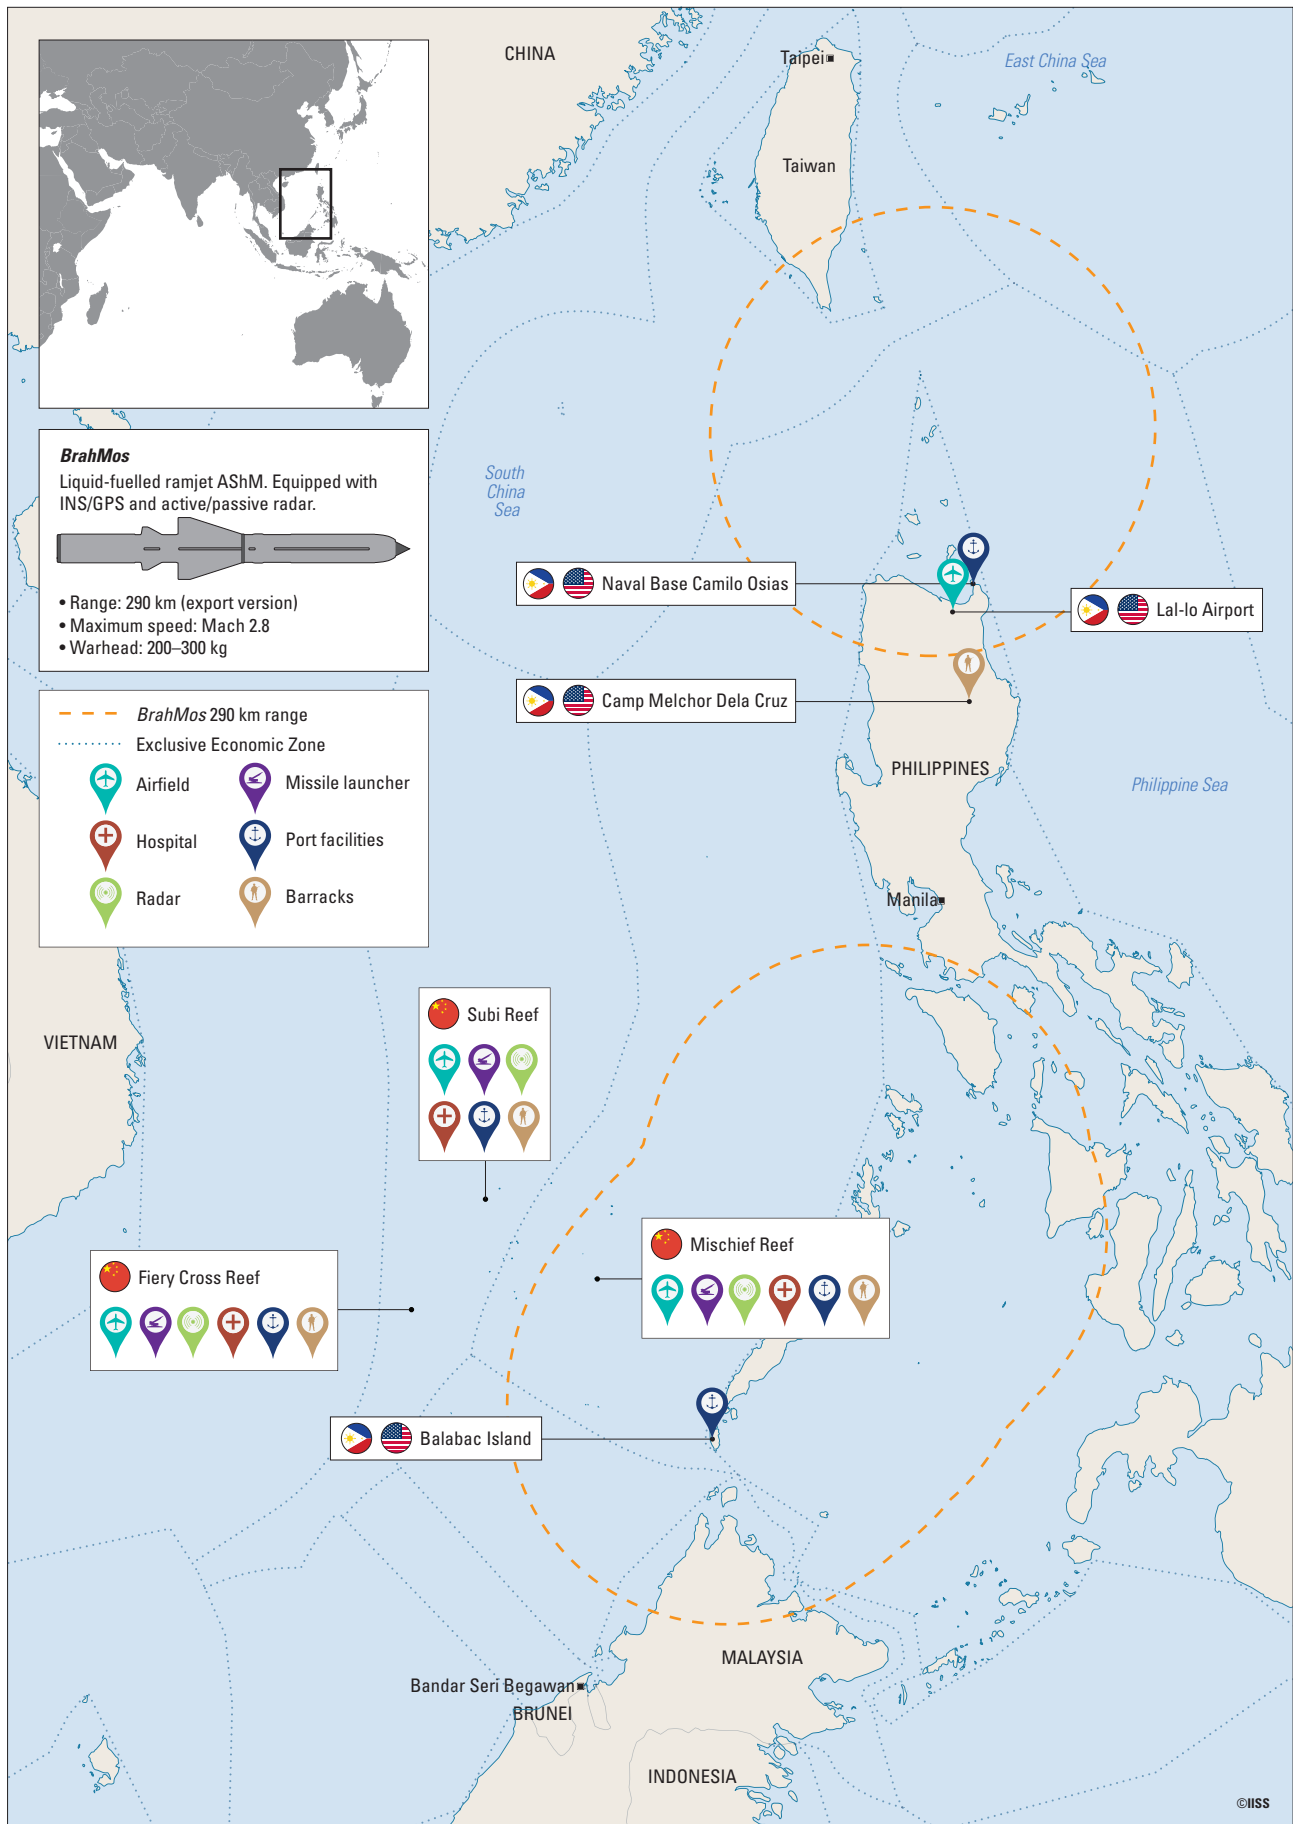 CHINA
Taipei
East China Sea
Taiwan
BrahMos
Liquid-fuelled ramjet AShM. Equipped with
INS/GPS and active/passive radar.
• Range: 290 km (export version)
• Maximum speed: Mach 2.8
• Warhead: 200–300 kg
South
China
Sea
Naval Base Camilo Osias
Lal-lo Airport
Camp Melchor Dela Cruz
BrahMos 290 km range
Exclusive Economic Zone
Airfield
Missile launcher
Hospital
Port facilities
Radar
Barracks
PHILIPPINES
Philippine Sea
Manila
VIETNAM
Subi Reef
Mischief Reef
Fiery Cross Reef
Balabac Island
MALAYSIA
Bandar Seri Begawan
BRUNEI
INDONESIA
©IISS